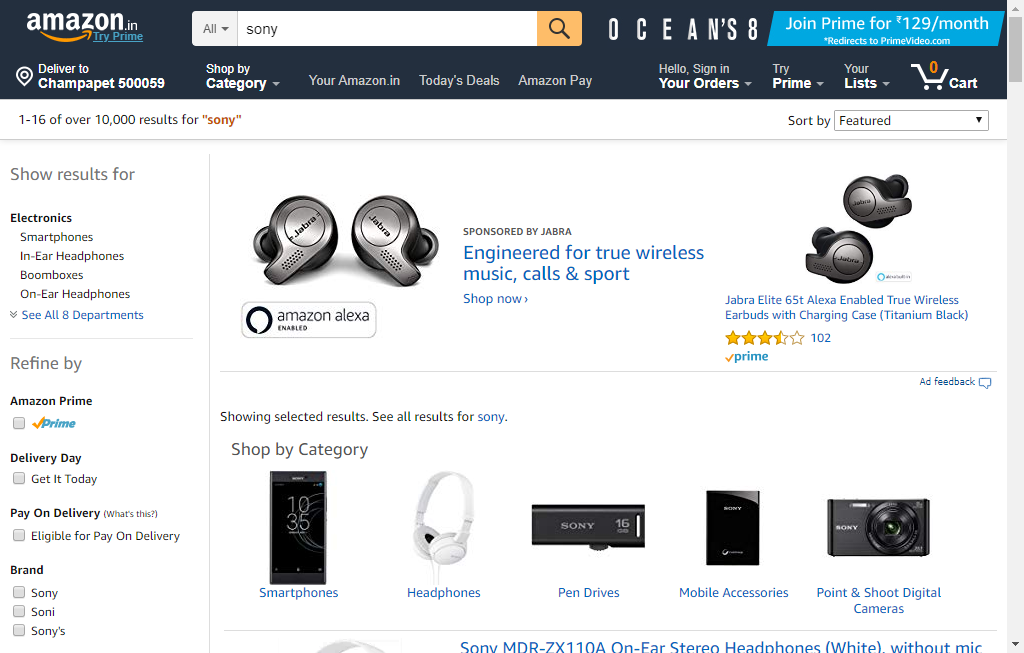 amazon.in
Try Prime
All
sony
OCEAN'S 8
Join Prime for ₹129/month
*Redirects to PrimeVideo.com
Deliver to
Champapet 500059
Shop by
Category
Your Amazon.in
Today's Deals
Amazon Pay
Hello, Sign in
Your Orders
Try
Prime
Your
Lists
0
Cart
1-16 of over 10,000 results for "sony"
Sort by
Featured
Show results for
Electronics
Smartphones
In-Ear Headphones
Boomboxes
On-Ear Headphones
See All 8 Departments
Refine by
Amazon Prime
Prime
Delivery Day
Get It Today
Pay On Delivery (What's this?)
Eligible for Pay On Delivery
Brand
Sony
Soni
Sony's
Jabra
Jabra
amazon alexa
ENABLED
SPONSORED BY JABRA
Engineered for true wireless
music, calls & sport
Shop now ›
Jabra
Jabra
Jabra Elite 65t Alexa Enabled True Wireless
Earbuds with Charging Case (Titanium Black)
102
prime
Ad feedback
Showing selected results. See all results for sony.
Shop by Category
SONY
10
35
SONY
16
GB
SONY
SONY
Smartphones
Headphones
Pen Drives
Mobile Accessories
Point & Shoot Digital
Cameras
Sony MDR-ZX110A On-Ear Stereo Headphones (White), without mic